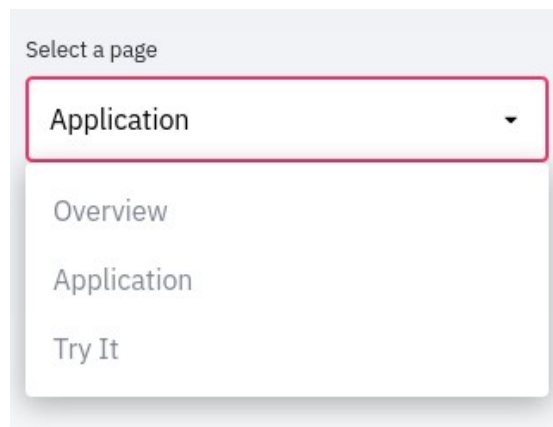 Select a page
Application
Overview
Application
Try It